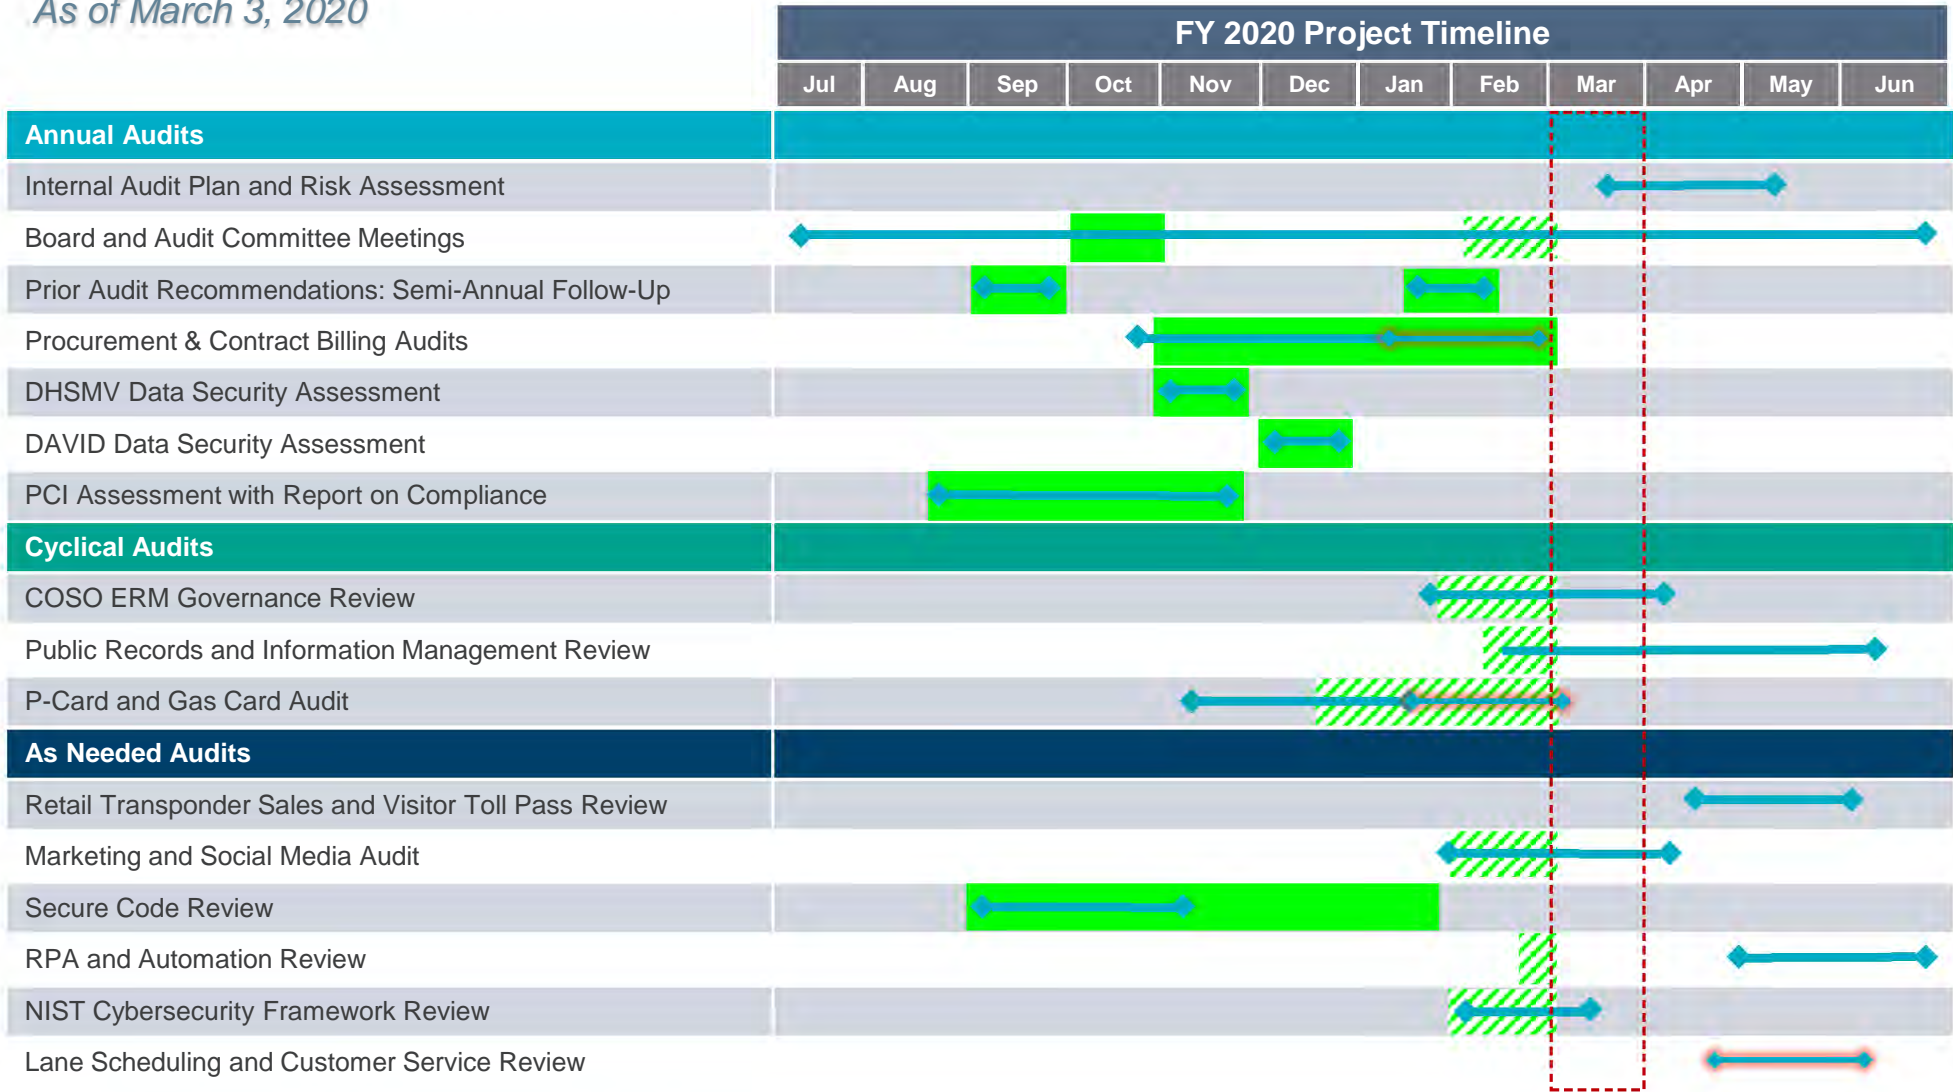 As of March 3, 2020
FY 2020 Project Timeline
Jul Aug Sep Oct Nov Dec Jan Feb Mar Apr May Jun
Annual Audits
Internal Audit Plan and Risk Assessment
Board and Audit Committee Meetings
Prior Audit Recommendations: Semi-Annual Follow-Up
Procurement & Contract Billing Audits
DHSMV Data Security Assessment
DAVID Data Security Assessment
PCI Assessment with Report on Compliance
Cyclical Audits
COSO ERM Governance Review
Public Records and Information Management Review
P-Card and Gas Card Audit
As Needed Audits
Retail Transponder Sales and Visitor Toll Pass Review
Marketing and Social Media Audit
Secure Code Review
RPA and Automation Review
NIST Cybersecurity Framework Review
Lane Scheduling and Customer Service Review